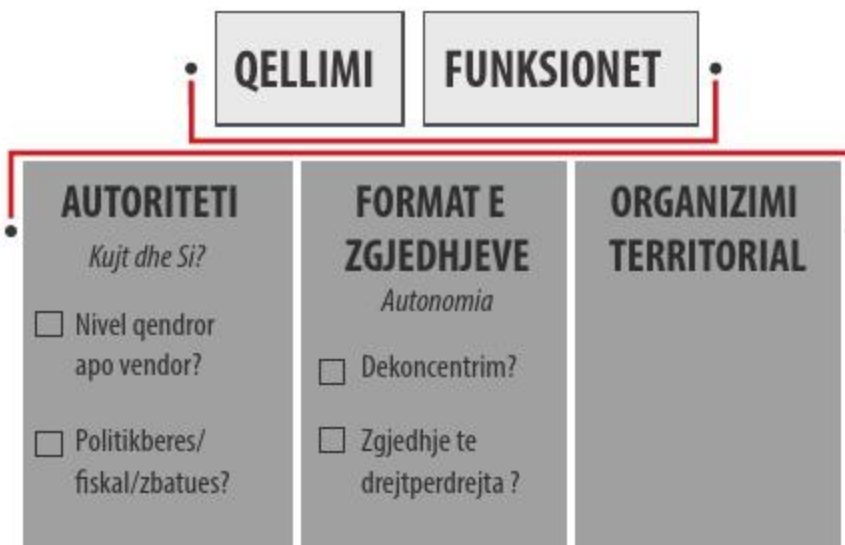 QELLIMI
FUNKSIONET
AUTORITETI
Kujt dhe Si?
Nivel qendror
apo vendor?
Politikberes/
fiskal/zbatues?
FORMAT E
ZGJEDHJEVE
Autonomia
Dekoncentrim?
Zgjedhje te
drejtperdrejta ?
ORGANIZIMI
TERRITORIAL